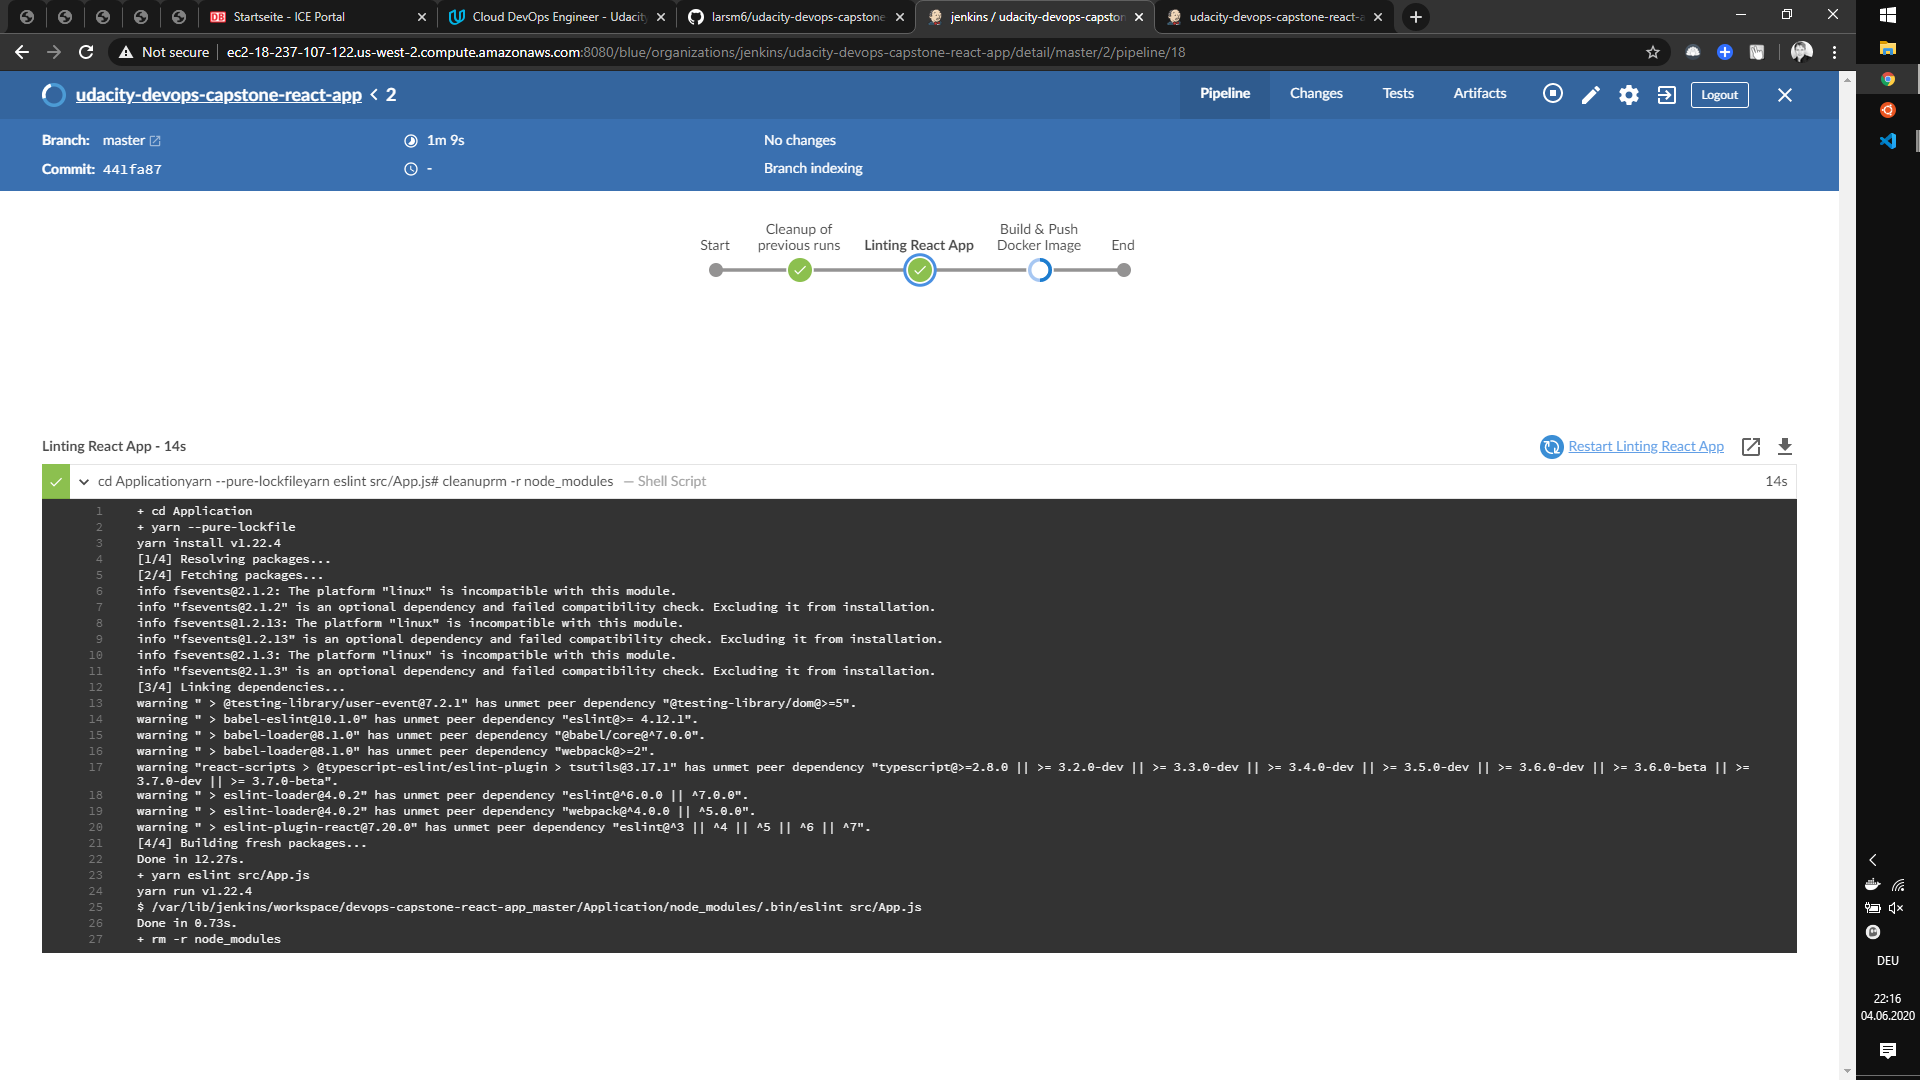 Startseite - ICE Portal
Cloud DevOps Engineer - Udacity
larsm6/udacity-devops-capstone
jenkins / udacity-devops-capston
udacity-devops-capstone-react-a
Not secure
ec2-18-237-107-122.us-west-2.compute.amazonaws.com:8080/blue/organizations/jenkins/udacity-devops-capstone-react-app/detail/master/2/pipeline/18
udacity-devops-capstone-react-app < 2
Pipeline
Changes
Tests
Artifacts
Logout
Branch: master
1m 9s
No changes
Commit: 441fa87
-
Branch indexing
Start
Cleanup of
previous runs
Linting React App
Build & Push
Docker Image
End
Linting React App - 14s
Restart Linting React App
cd Applicationyarn --pure-lockfileyarn eslint src/App.js# cleanuprm -r node_modules — Shell Script
14s
1 + cd Application
2 + yarn --pure-lockfile
3 yarn install v1.22.4
4 [1/4] Resolving packages...
5 [2/4] Fetching packages...
6 info fsevents@2.1.2: The platform "linux" is incompatible with this module.
7 info "fsevents@2.1.2" is an optional dependency and failed compatibility check. Excluding it from installation.
8 info fsevents@1.2.13: The platform "linux" is incompatible with this module.
9 info "fsevents@1.2.13" is an optional dependency and failed compatibility check. Excluding it from installation.
10 info fsevents@2.1.3: The platform "linux" is incompatible with this module.
11 info "fsevents@2.1.3" is an optional dependency and failed compatibility check. Excluding it from installation.
12 [3/4] Linking dependencies...
13 warning " > @testing-library/user-event@7.2.1" has unmet peer dependency "@testing-library/dom@>=5".
14 warning " > babel-eslint@10.1.0" has unmet peer dependency "eslint@>= 4.12.1".
15 warning " > babel-loader@8.1.0" has unmet peer dependency "@babel/core@^7.0.0".
16 warning " > babel-loader@8.1.0" has unmet peer dependency "webpack@>=2".
17 warning "react-scripts > @typescript-eslint/eslint-plugin > tsutils@3.17.1" has unmet peer dependency "typescript@>=2.8.0 || >= 3.2.0-dev || >= 3.3.0-dev || >= 3.4.0-dev || >= 3.5.0-dev || >= 3.6.0-dev || >= 3.6.0-beta || >=
3.7.0-dev || >= 3.7.0-beta".
18 warning " > eslint-loader@4.0.2" has unmet peer dependency "eslint@^6.0.0 || ^7.0.0".
19 warning " > eslint-loader@4.0.2" has unmet peer dependency "webpack@^4.0.0 || ^5.0.0".
20 warning " > eslint-plugin-react@7.20.0" has unmet peer dependency "eslint@^3 || ^4 || ^5 || ^6 || ^7".
21 [4/4] Building fresh packages...
22 Done in 12.27s.
23 + yarn eslint src/App.js
24 yarn run v1.22.4
25 $ /var/lib/jenkins/workspace/devops-capstone-react-app_master/Application/node_modules/.bin/eslint src/App.js
26 Done in 0.73s.
27 + rm -r node_modules
DEU
22:16
04.06.2020